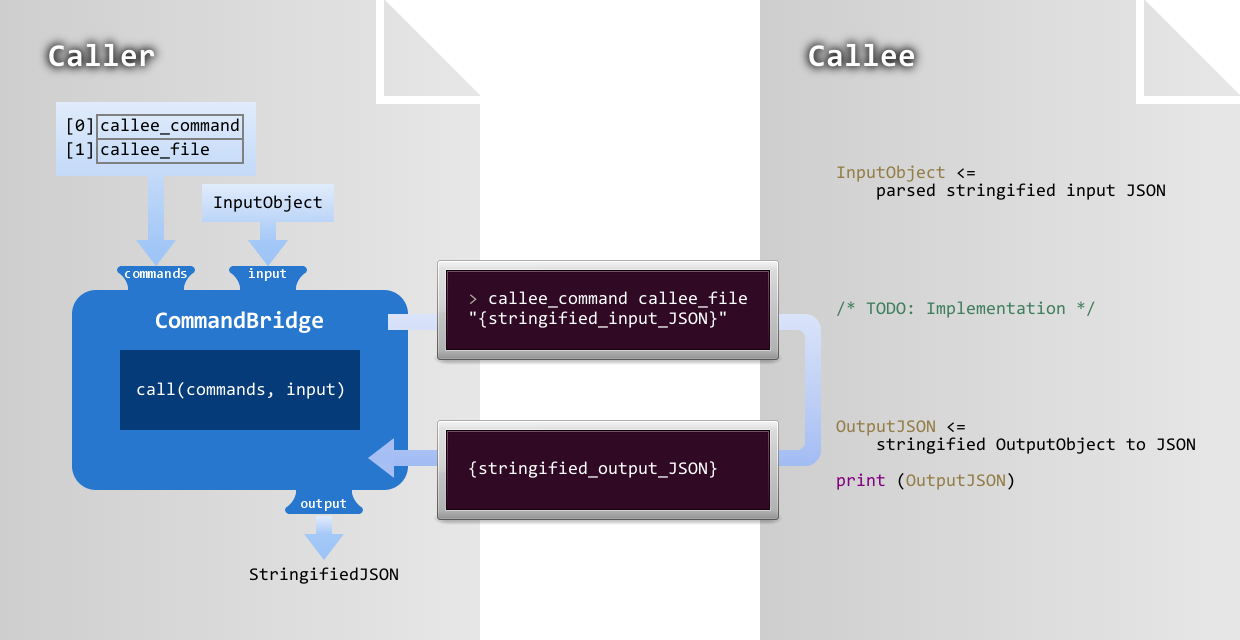 Caller
[0] callee_command
[1] callee_file
InputObject
commands
input
CommandBridge
call(commands, input)
output
StringifiedJSON
> callee_command callee_file
"{stringified_input_JSON}"
{stringified_output_JSON}
Callee
InputObject <=
parsed stringified input JSON
/* TODO: Implementation */
OutputJSON <=
stringified OutputObject to JSON
print (OutputJSON)